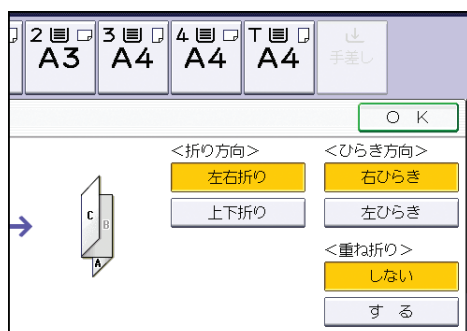 2 3 4 T
A3 A4 A4 A4 手差し
OK
<折り方向> <ひらき方向>
左右折り 右ひらき
上下折り 左ひらき
C B
A
<重ね折り>
しない
する